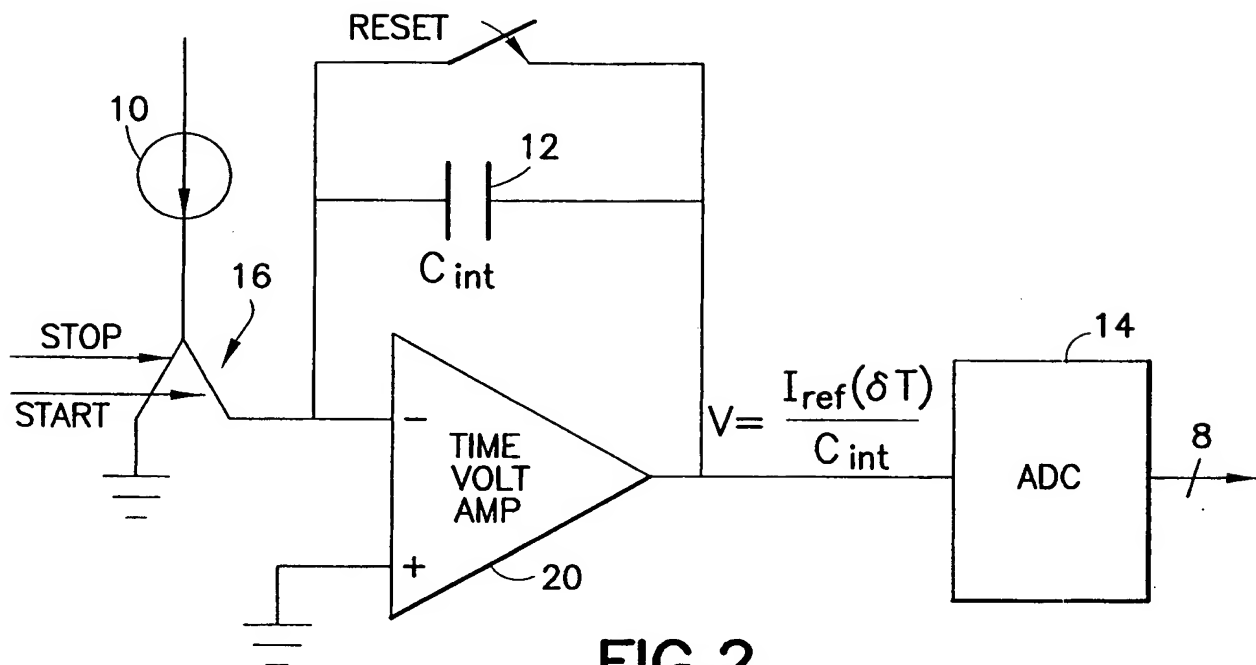 RESET
10
12
C int
16
STOP
START
−
TIME
VOLT
AMP
+
20
V= I ref (δT)
C int
14
ADC
8
FIG.2